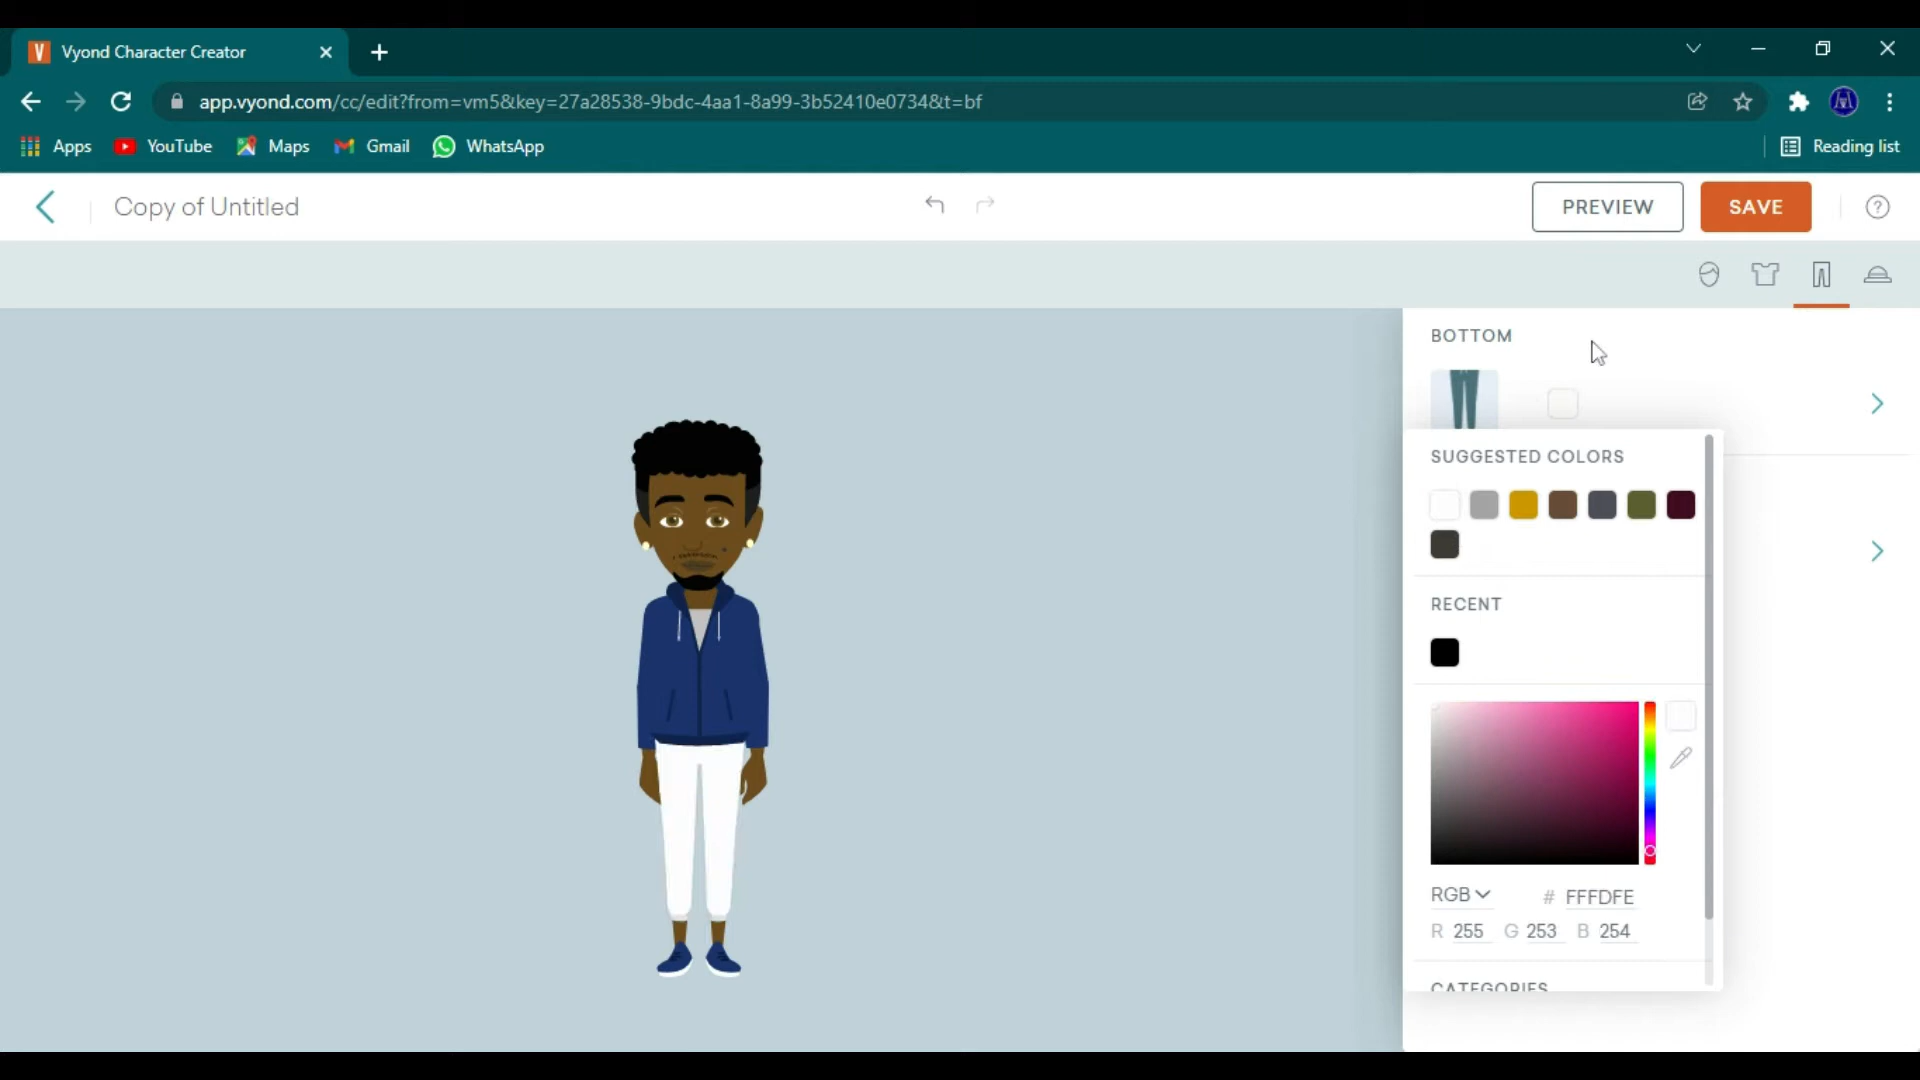 Vyond Character Creator
app.vyond.com/cc/edit?from=vm5&key=27a28538-9bdc-4aa1-8a99-3b52410e0734&t=bf
Apps YouTube Maps Gmail WhatsApp Reading list
Copy of Untitled PREVIEW SAVE
BOTTOM
SUGGESTED COLORS
RECENT
RGB # FFFDFE
R 255 G 253 B 254
CATEGORIES